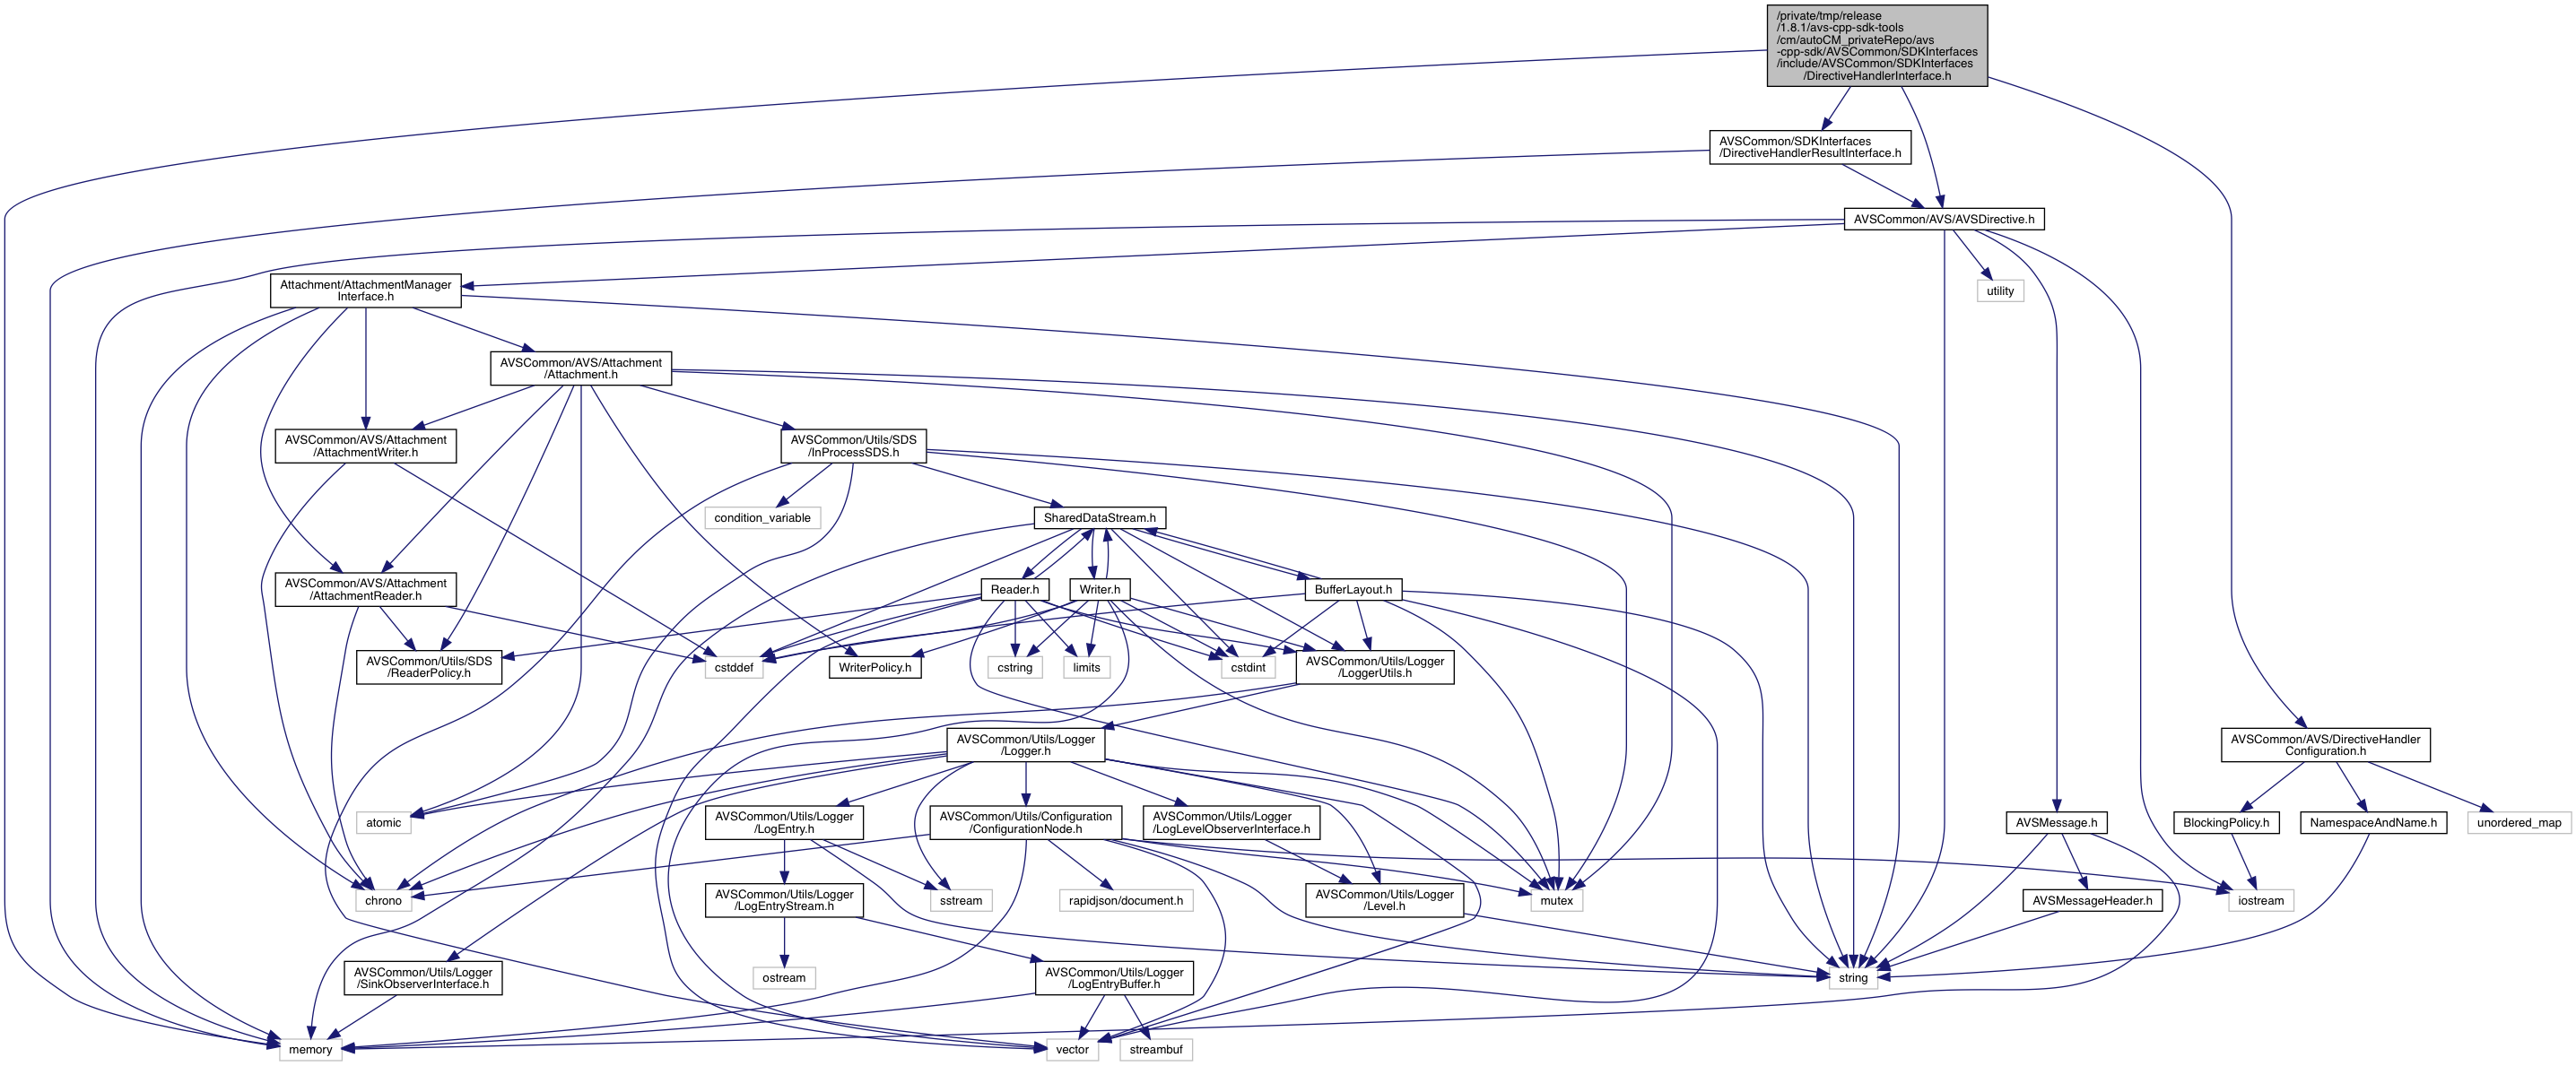 /private/tmp/release
/1.8.1/avs-cpp-sdk-tools
/cm/autoCM_privateRepo/avs
-cpp-sdk/AVSCommon/SDKInterfaces
/include/AVSCommon/SDKInterfaces
/DirectiveHandlerInterface.h
AVSCommon/SDKInterfaces
/DirectiveHandlerResultInterface.h
AVSCommon/AVS/AVSDirective.h
Attachment/AttachmentManager
Interface.h
utility
AVSCommon/AVS/Attachment
/Attachment.h
AVSCommon/AVS/Attachment
/AttachmentWriter.h
AVSCommon/Utils/SDS
/InProcessSDS.h
condition_variable
SharedDataStream.h
AVSCommon/AVS/Attachment
/AttachmentReader.h
Reader.h
Writer.h
BufferLayout.h
AVSCommon/Utils/SDS
/ReaderPolicy.h
cstddef
WriterPolicy.h
cstring
limits
cstdint
AVSCommon/Utils/Logger
/LoggerUtils.h
AVSCommon/Utils/Logger
/Logger.h
AVSCommon/AVS/DirectiveHandler
Configuration.h
atomic
AVSCommon/Utils/Logger
/LogEntry.h
AVSCommon/Utils/Configuration
/ConfigurationNode.h
AVSCommon/Utils/Logger
/LogLevelObserverInterface.h
AVSMessage.h
BlockingPolicy.h
NamespaceAndName.h
unordered_map
chrono
AVSCommon/Utils/Logger
/LogEntryStream.h
sstream
rapidjson/document.h
AVSCommon/Utils/Logger
/Level.h
mutex
AVSMessageHeader.h
iostream
AVSCommon/Utils/Logger
/SinkObserverInterface.h
ostream
AVSCommon/Utils/Logger
/LogEntryBuffer.h
string
memory
vector
streambuf